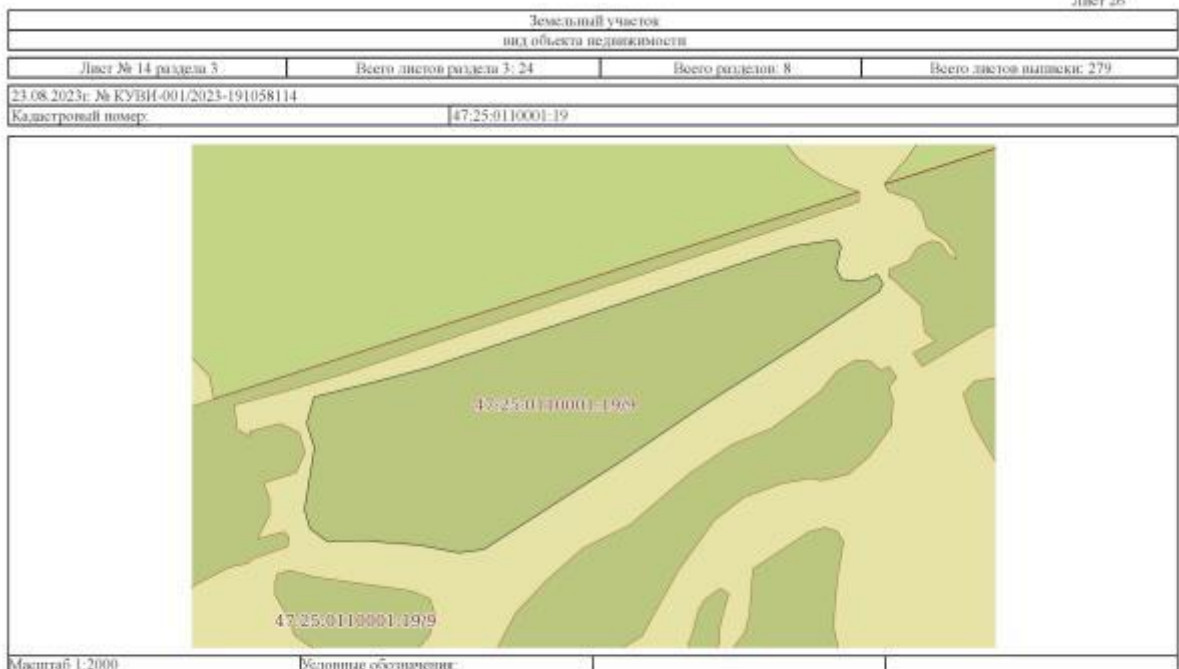 Лист 26
Земельный участок
вид объекта недвижимости
Лист № 14 раздела 3 Всего листов раздела 3: 24 Всего разделов: 8 Всего листов выписки: 279
23.08.2023г. № КУВИ-001/2023-191058114
Кадастровый номер: 47:25:0110001:19
47:25:0110001:19/9
47:25:0110001:19/9
Масштаб 1:2000 Условные обозначения: